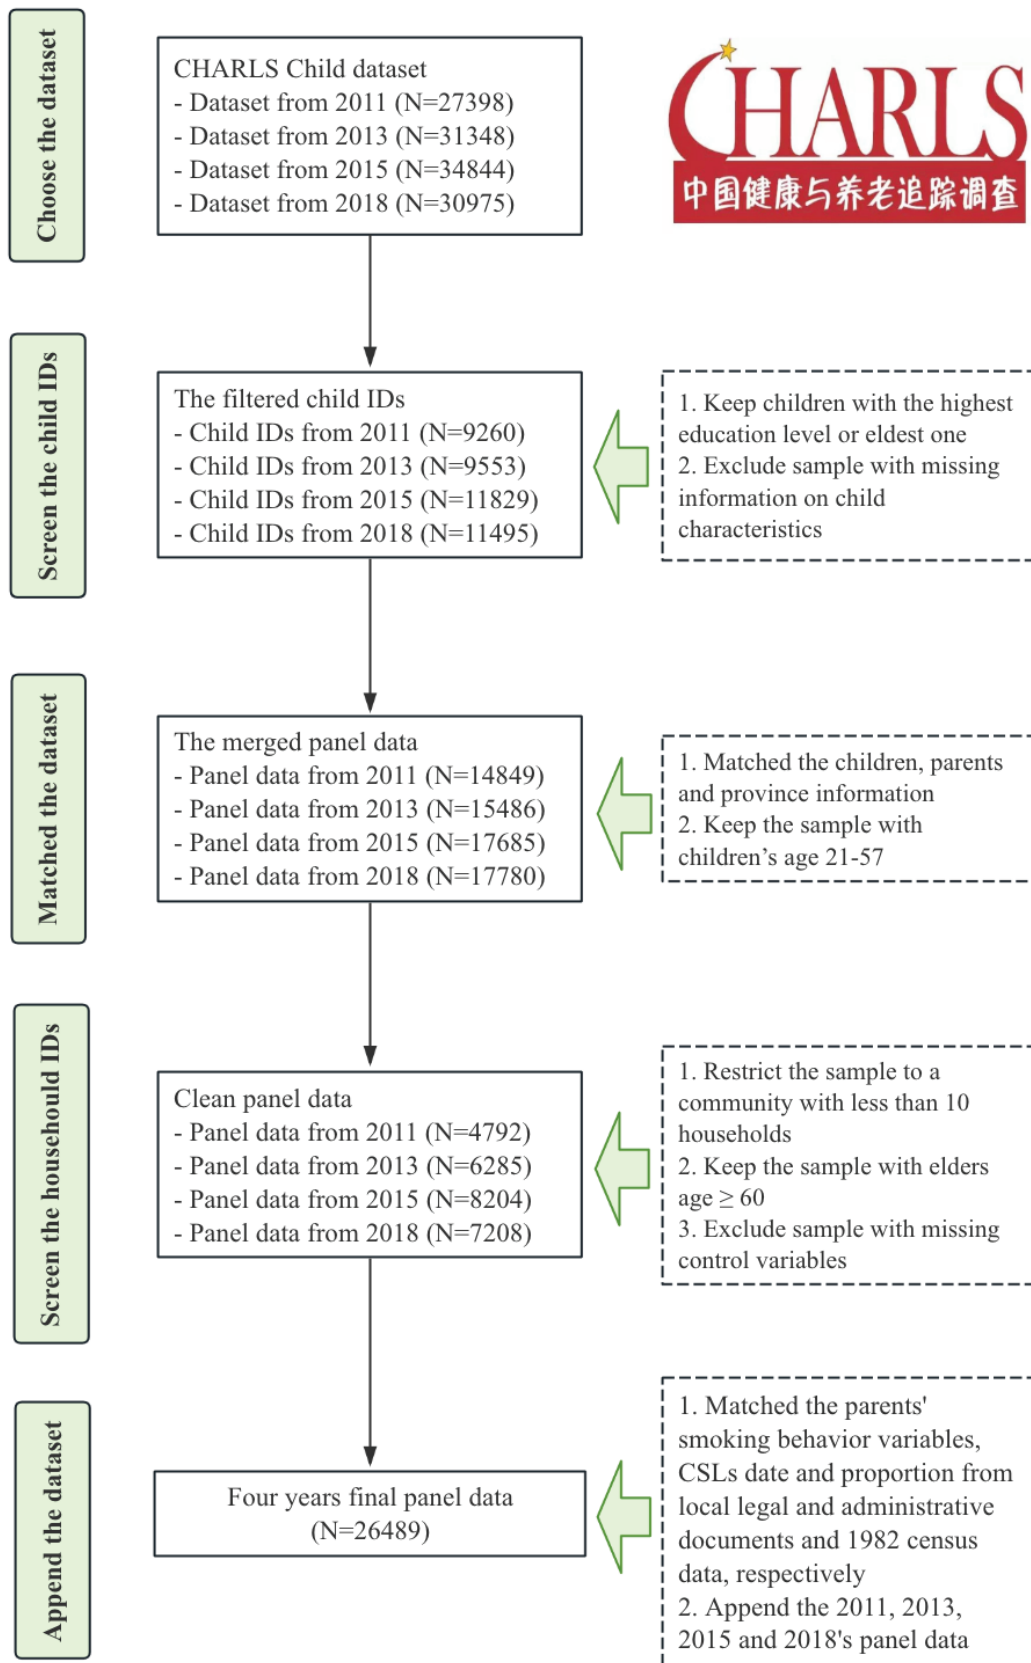 Choose the dataset
CHARLS Child dataset
- Dataset from 2011 (N=27398)
- Dataset from 2013 (N=31348)
- Dataset from 2015 (N=34844)
- Dataset from 2018 (N=30975)
CHARLS
中国健康与养老追踪调查
Screen the child IDs
The filtered child IDs
- Child IDs from 2011 (N=9260)
- Child IDs from 2013 (N=9553)
- Child IDs from 2015 (N=11829)
- Child IDs from 2018 (N=11495)
1. Keep children with the highest
education level or eldest one
2. Exclude sample with missing
information on child
characteristics
Matched the dataset
The merged panel data
- Panel data from 2011 (N=14849)
- Panel data from 2013 (N=15486)
- Panel data from 2015 (N=17685)
- Panel data from 2018 (N=17780)
1. Matched the children, parents
and province information
2. Keep the sample with
children’s age 21-57
Screen the househould IDs
Clean panel data
- Panel data from 2011 (N=4792)
- Panel data from 2013 (N=6285)
- Panel data from 2015 (N=8204)
- Panel data from 2018 (N=7208)
1. Restrict the sample to a
community with less than 10
households
2. Keep the sample with elders
age ≥ 60
3. Exclude sample with missing
control variables
Append the dataset
Four years final panel data
(N=26489)
1. Matched the parents'
smoking behavior variables,
CSLs date and proportion from
local legal and administrative
documents and 1982 census
data, respectively
2. Append the 2011, 2013,
2015 and 2018's panel data